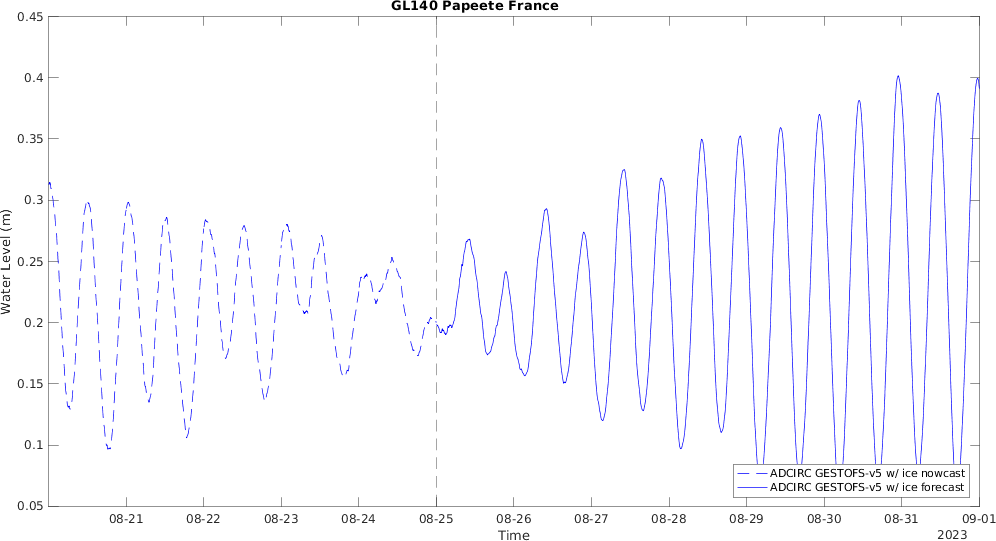 GL140 Papeete France
0.45
0.4
0.35
0.3
0.25
0.2
0.15
0.1
0.05
Water Level (m)
ADCIRC GESTOFS-v5 w/ ice nowcast
ADCIRC GESTOFS-v5 w/ ice forecast
08-21 08-22 08-23 08-24 08-25 08-26 08-27 08-28 08-29 08-30 08-31 09-01
Time
2023